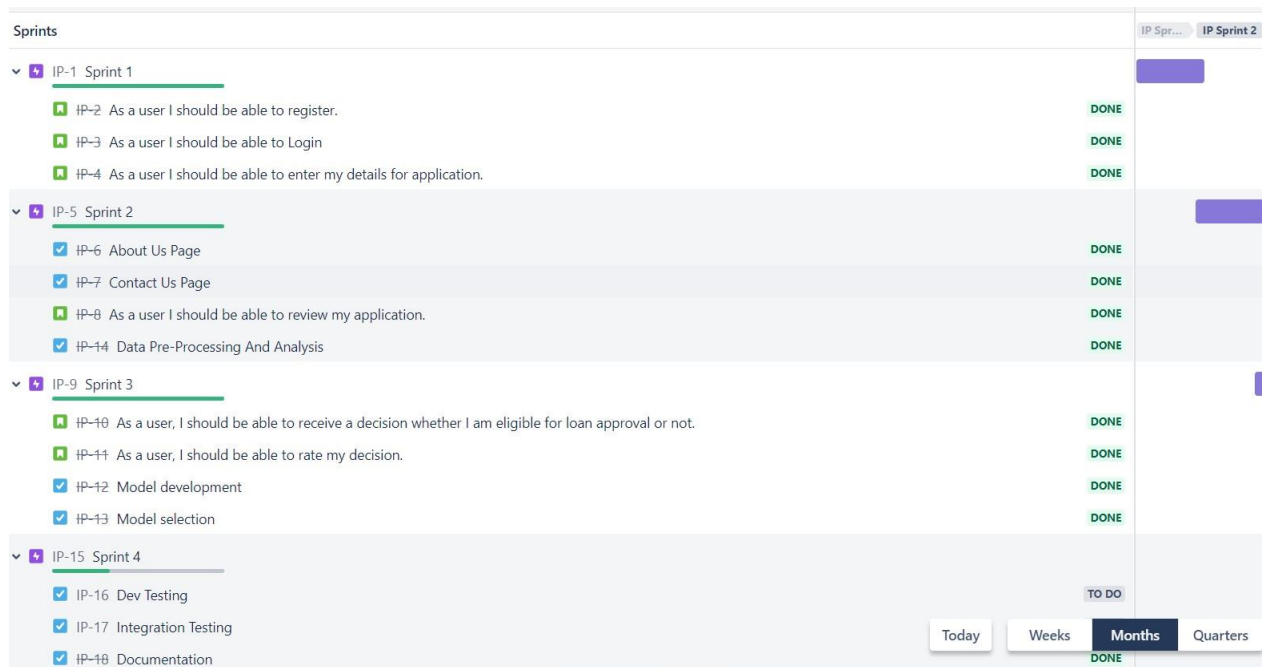 Sprints IP Spr... IP Sprint 2
IP-1 Sprint 1
IP-2 As a user I should be able to register. DONE
IP-3 As a user I should be able to Login DONE
IP-4 As a user I should be able to enter my details for application. DONE
IP-5 Sprint 2
IP-6 About Us Page DONE
IP-7 Contact Us Page DONE
IP-8 As a user I should be able to review my application. DONE
IP-14 Data Pre-Processing And Analysis DONE
IP-9 Sprint 3
IP-10 As a user, I should be able to receive a decision whether I am eligible for loan approval or not. DONE
IP-11 As a user, I should be able to rate my decision. DONE
IP-12 Model development DONE
IP-13 Model selection DONE
IP-15 Sprint 4
IP-16 Dev Testing TO DO
IP-17 Integration Testing
Today Weeks Months Quarters
IP-18 Documentation DONE